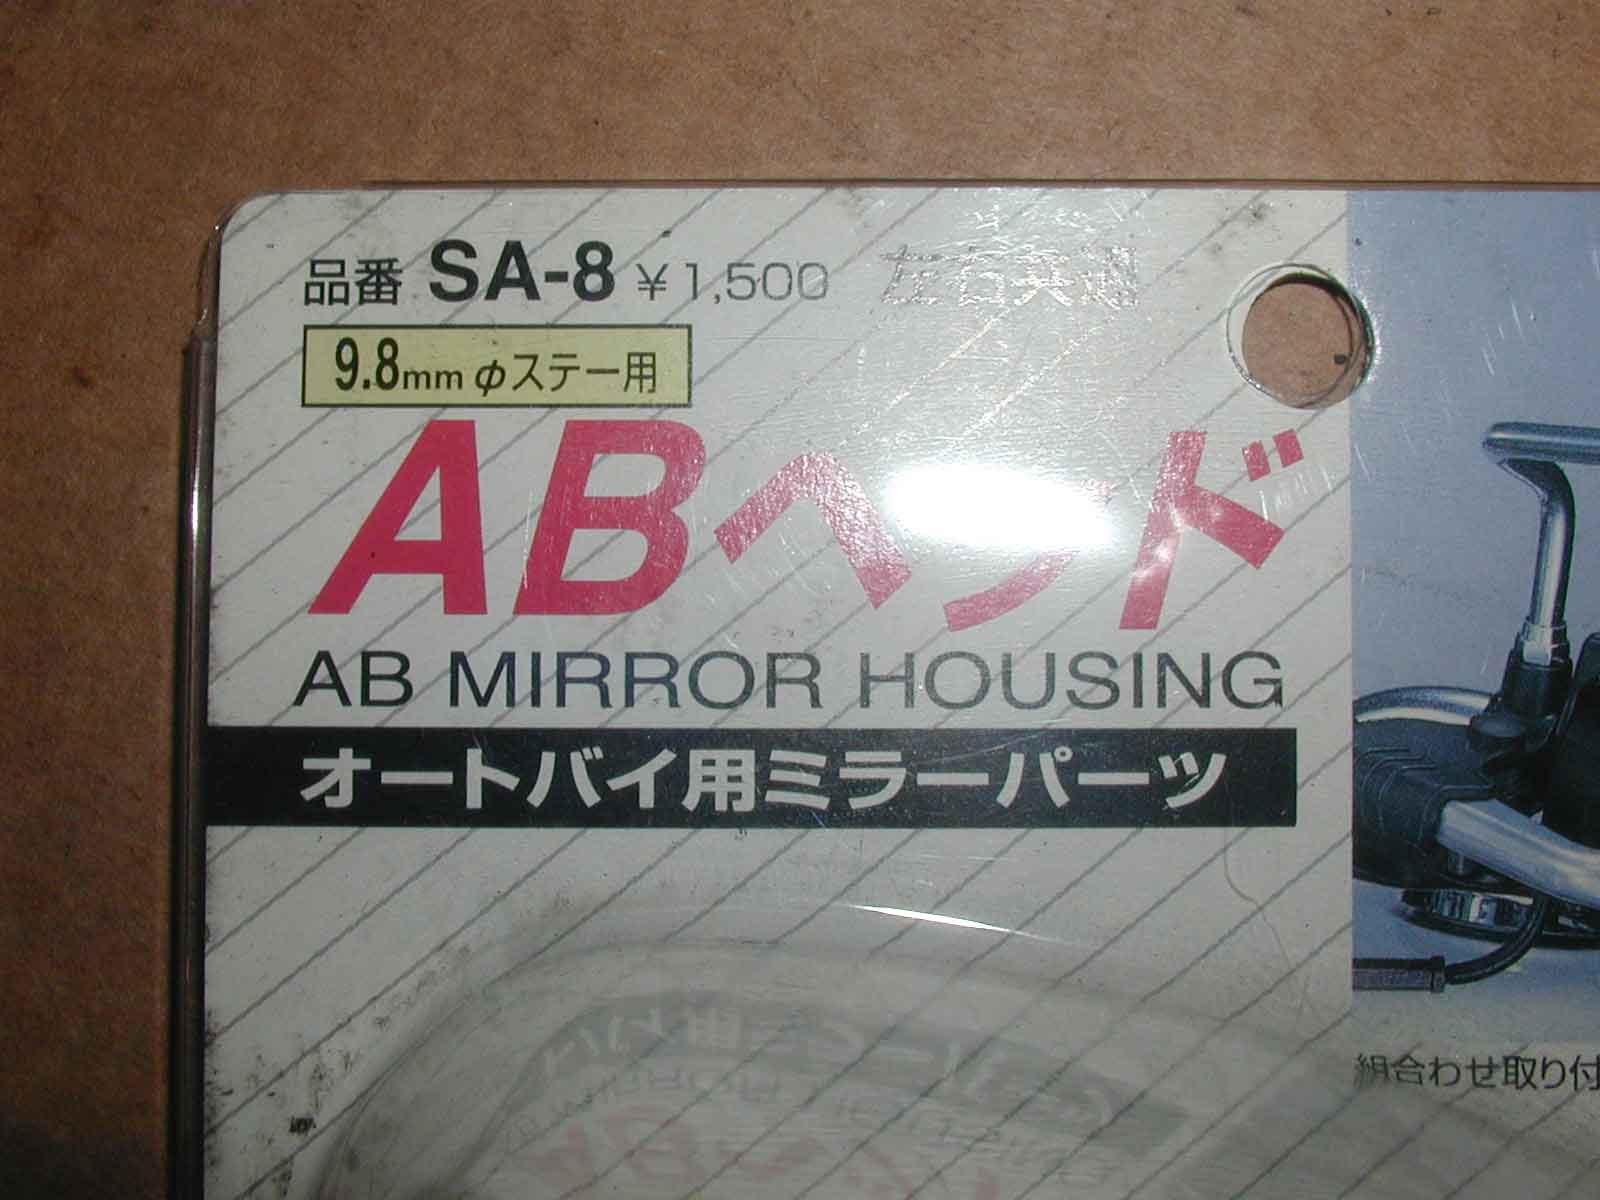 品番 SA-8 ¥1,500 左右共通
9.8mm φステー用
ABヘッド
AB MIRROR HOUSING
オートバイ用ミラーパーツ
組合わせ取り付